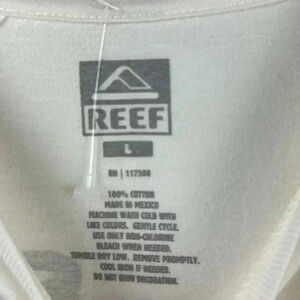 REEF
L
RN | 117508
100% COTTON
MADE IN MEXICO
MACHINE WASH COLD WITH
LIKE COLORS. GENTLE CYCLE.
USE ONLY NON-CHLORINE
BLEACH WHEN NEEDED.
TUMBLE DRY LOW. REMOVE PROMPTLY.
COOL IRON IF NEEDED.
DO NOT IRON DECORATION.